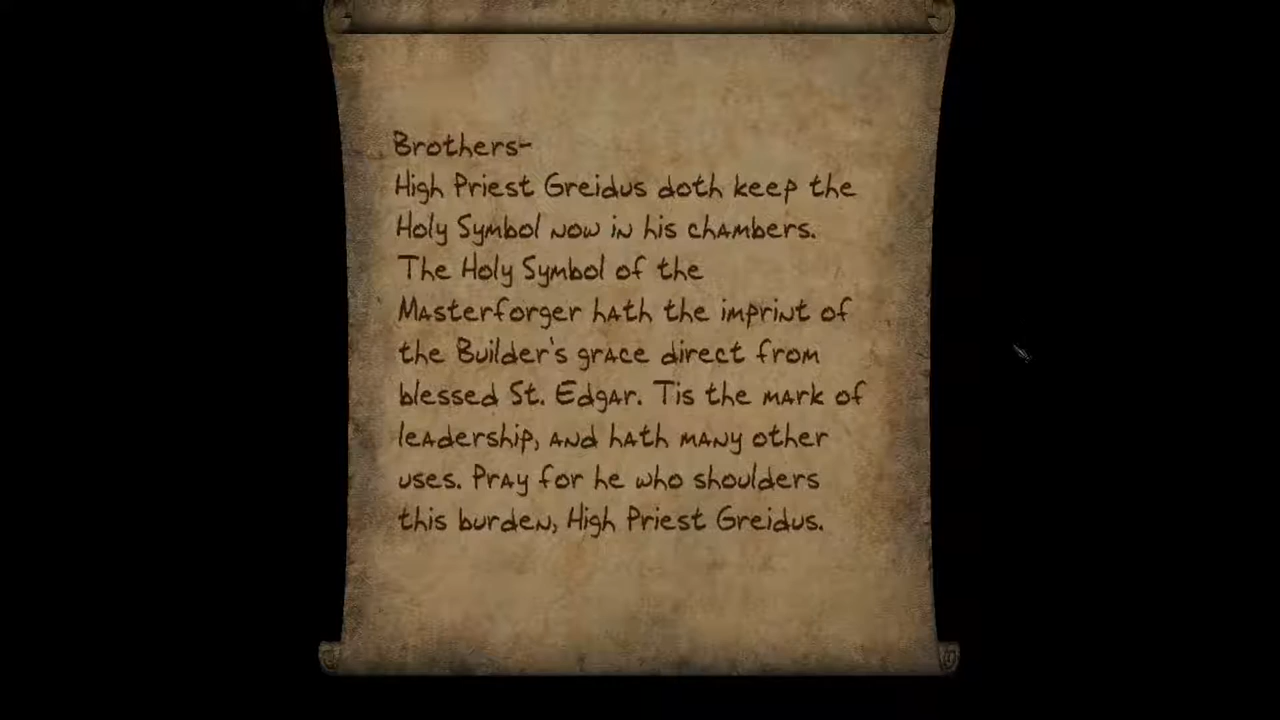 Brothers-
High Priest Greidus doth keep the
Holy Symbol now in his chambers.
The Holy Symbol of the
Masterforger hath the imprint of
the Builder's grace direct from
blessed St. Edgar. Tis the mark of
leadership, and hath many other
uses. Pray for he who shoulders
this burden, High Priest Greidus.